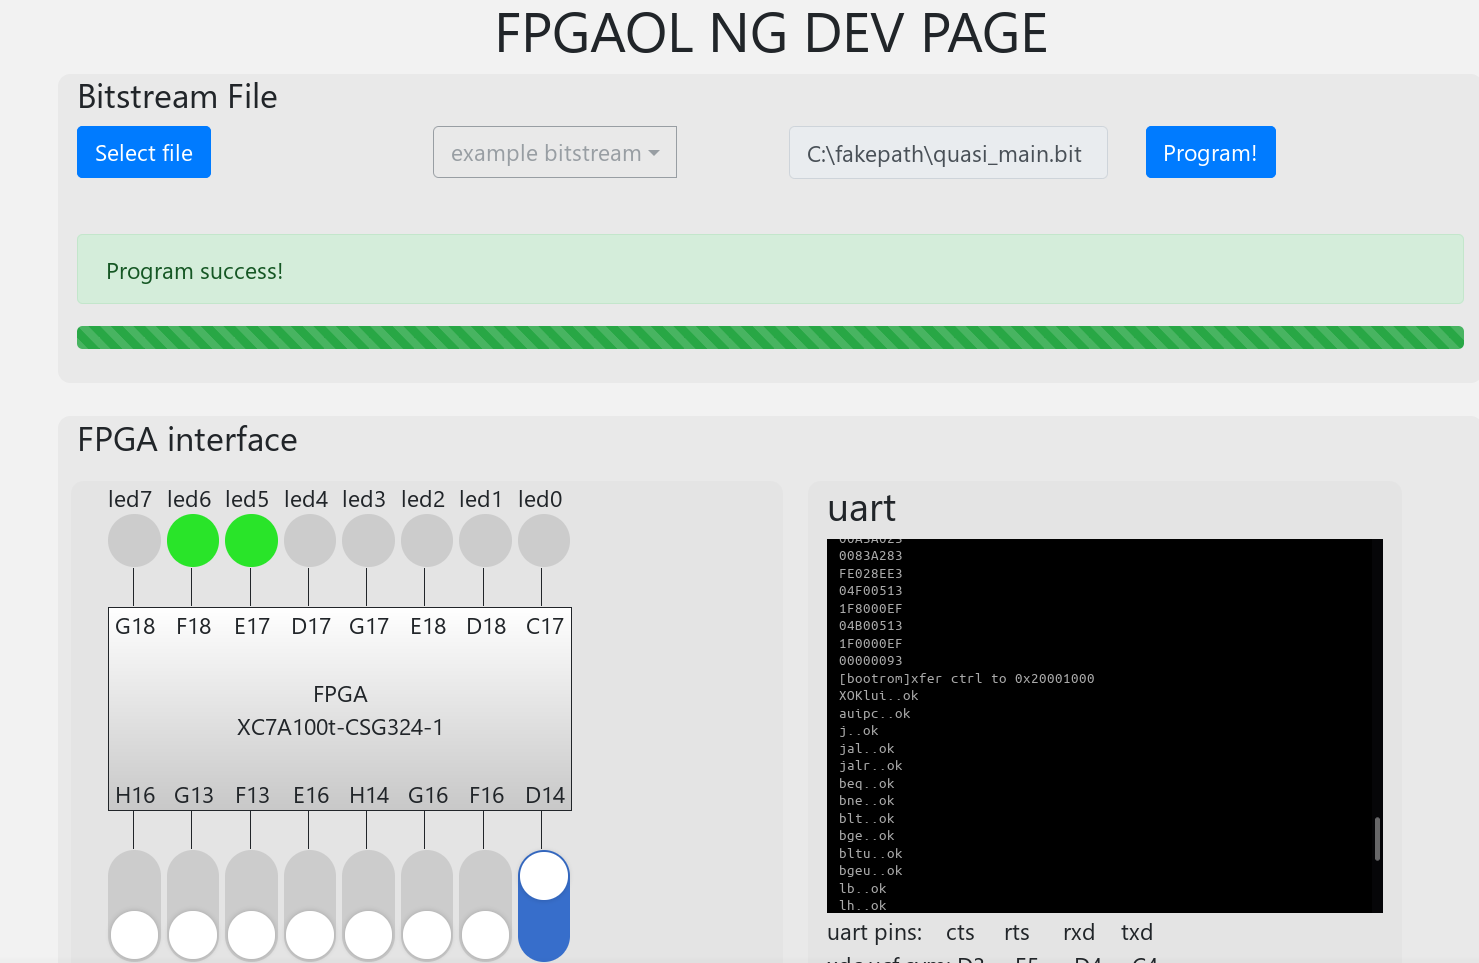 FPGAOL NG DEV PAGE
Bitstream File
Select file
example bitstream
C:\fakepath\quasi_main.bit
Program!
Program success!
FPGA interface
led7 led6 led5 led4 led3 led2 led1 led0
G18 F18 E17 D17 G17 E18 D18 C17
FPGA
XC7A100t-CSG324-1
H16 G13 F13 E16 H14 G16 F16 D14
uart
0083A283
FE028EE3
04F00513
1F8000EF
04B00513
1F0000EF
00000093
[bootrom]xfer ctrl to 0x20001000
XOKlui..ok
auipc..ok
j..ok
jal..ok
jalr..ok
beq..ok
bne..ok
blt..ok
bge..ok
bltu..ok
bgeu..ok
lb..ok
lh..ok
uart pins: cts rts rxd txd